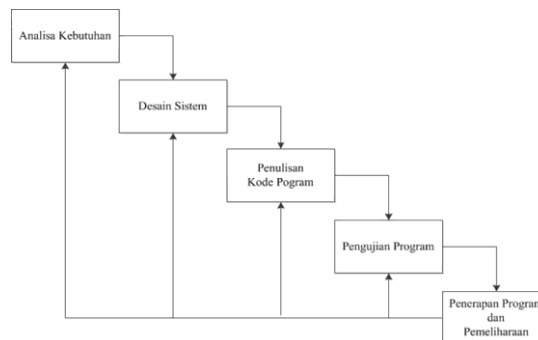 Analisa Kebutuhan
Desain Sistem
Penulisan
Kode Pogram
Pengujian Program
Penerapan Program
dan
Pemeliharaan